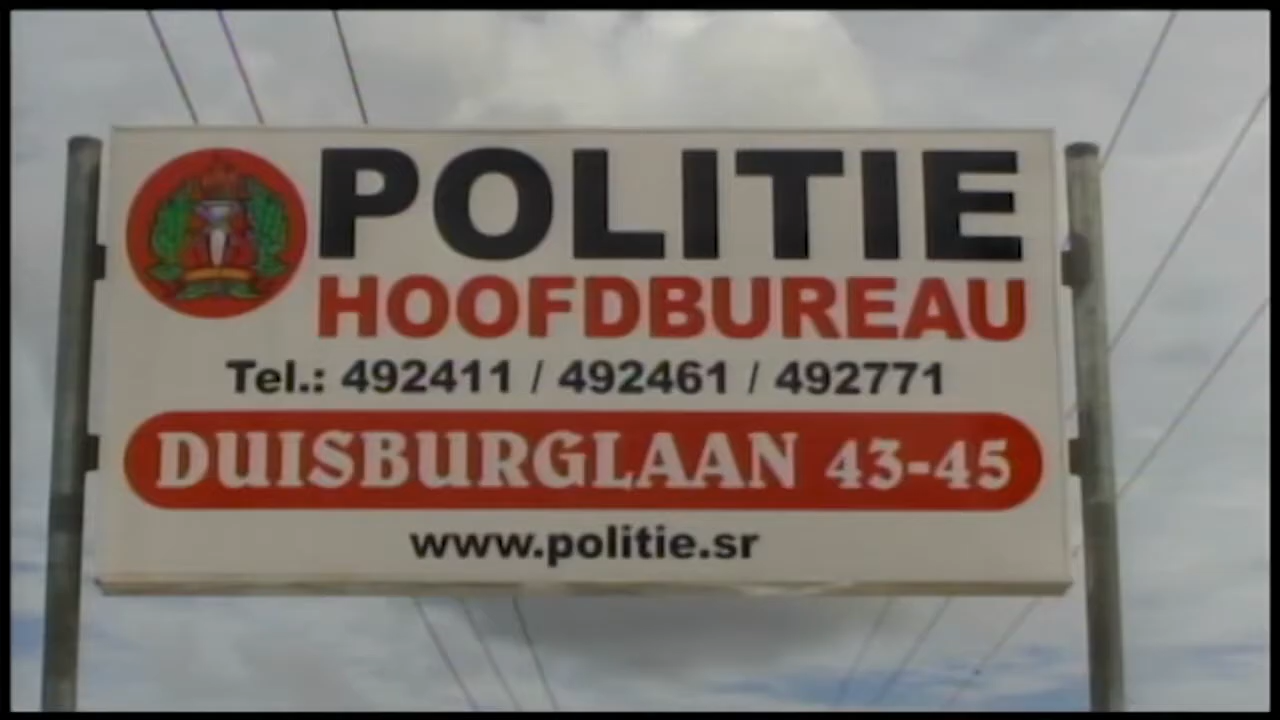 POLITIE
HOOFDBUREAU
Tel.: 492411 / 492461 / 492771
DUISBURGLAAN 43-45
www.politie.sr